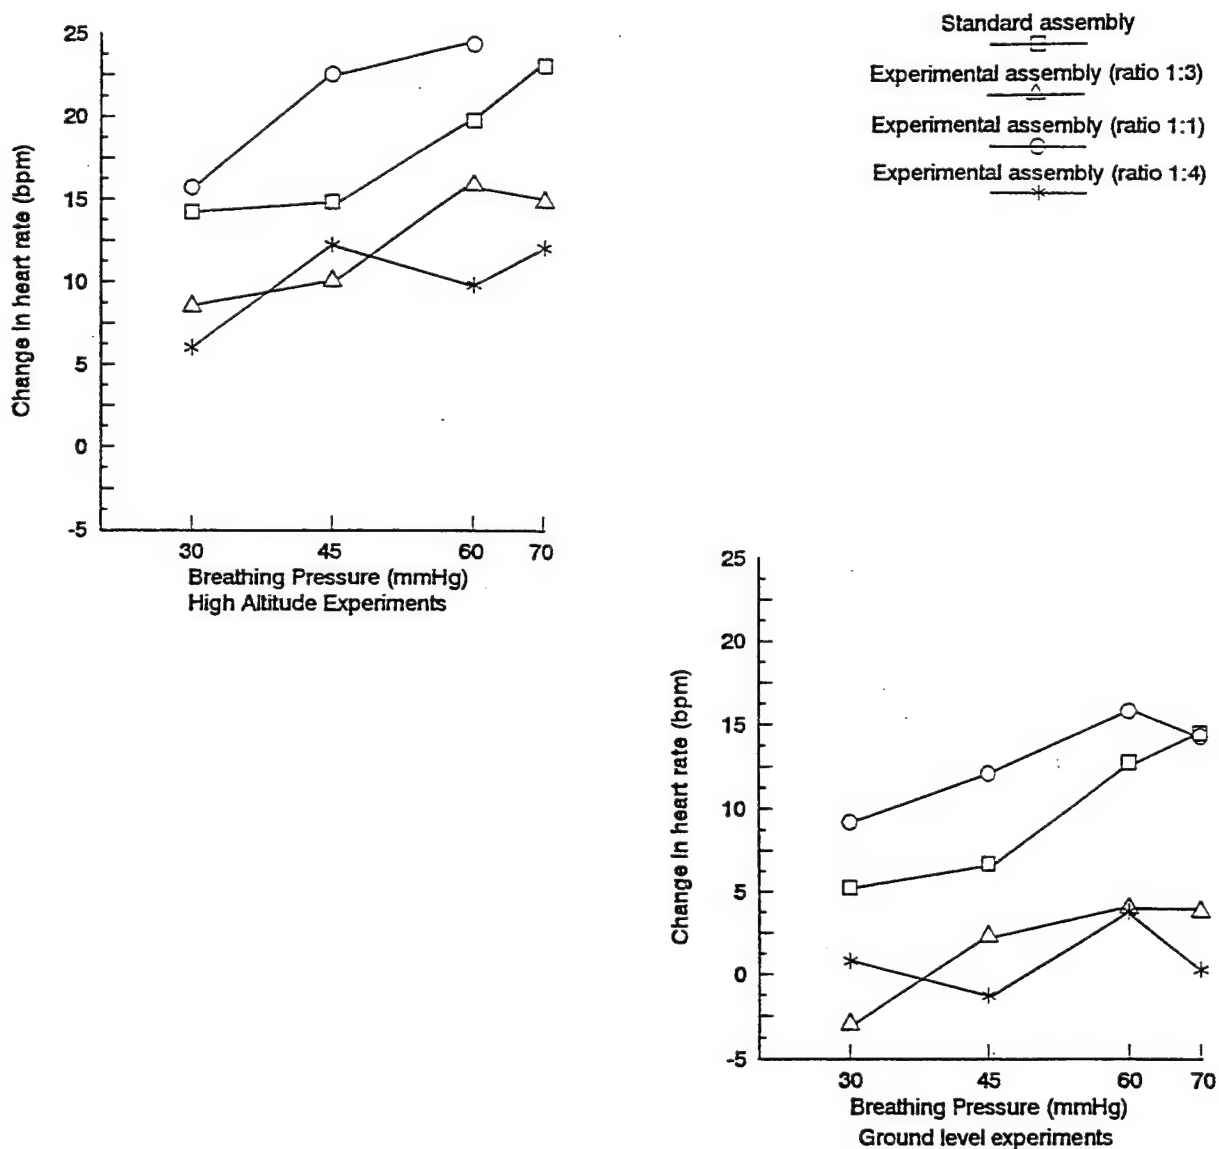 Standard assembly
Experimental assembly (ratio 1:3)
Experimental assembly (ratio 1:1)
Experimental assembly (ratio 1:4)
Change in heart rate (bpm)
25
20
15
10
5
0
-5
30 45 60 70
Breathing Pressure (mmHg)
High Altitude Experiments
Change in heart rate (bpm)
25
20
15
10
5
0
-5
30 45 60 70
Breathing Pressure (mmHg)
Ground level experiments